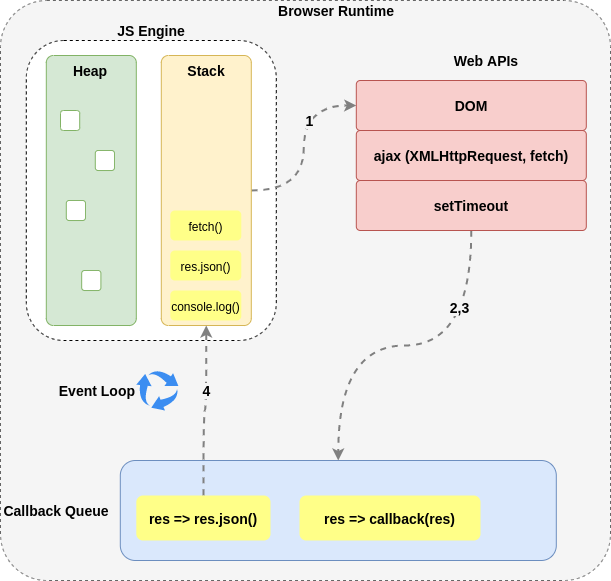 Browser Runtime
JS Engine
Heap
Stack
Web APIs
DOM
1
ajax (XMLHttpRequest, fetch)
setTimeout
fetch()
res.json()
console.log()
2,3
Event Loop
4
Callback Queue
res => res.json()
res => callback(res)